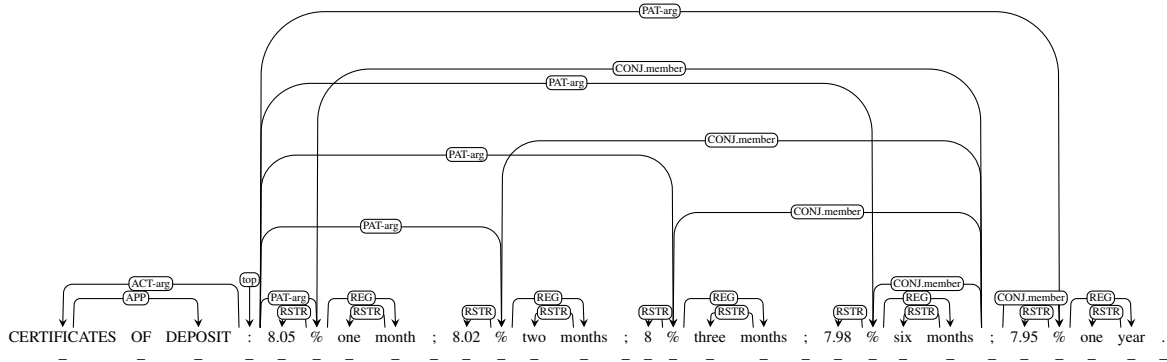 PAT-arg
CONJ.member
PAT-arg
CONJ.member
PAT-arg
CONJ.member
PAT-arg
ACT-arg top CONJ.member
APP PAT-arg REG REG REG REG CONJ.member REG
RSTR RSTR RSTR RSTR RSTR RSTR RSTR RSTR RSTR RSTR
CERTIFICATES OF DEPOSIT : 8.05 % one month ; 8.02 % two months ; 8 % three months ; 7.98 % six months ; 7.95 % one year .
_ _ _ _ _ _ _ _ _ _ _ _ _ _ _ _ _ _ _ _ _ _ _ _ _ _ _ _ _